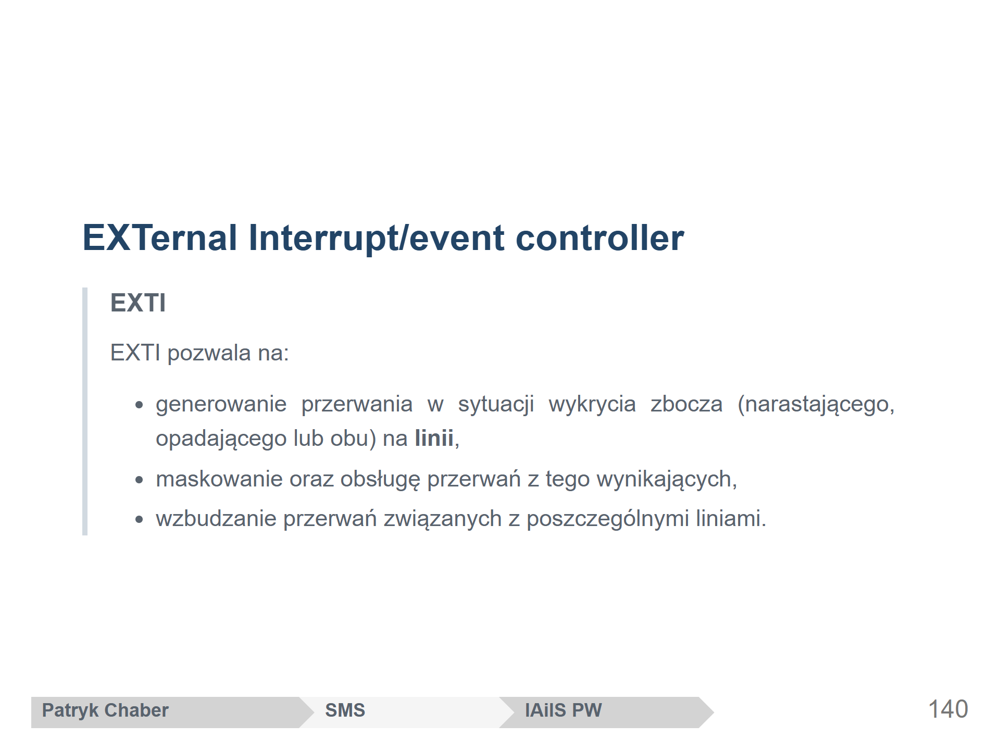 EXTernal Interrupt/event controller
EXTI
EXTI pozwala na:
• generowanie przerwania w sytuacji wykrycia zbocza (narastającego,
opadającego lub obu) na linii,
• maskowanie oraz obsługę przerwań z tego wynikających,
• wzbudzanie przerwań związanych z poszczególnymi liniami.
Patryk Chaber
SMS
IAiIS PW
140